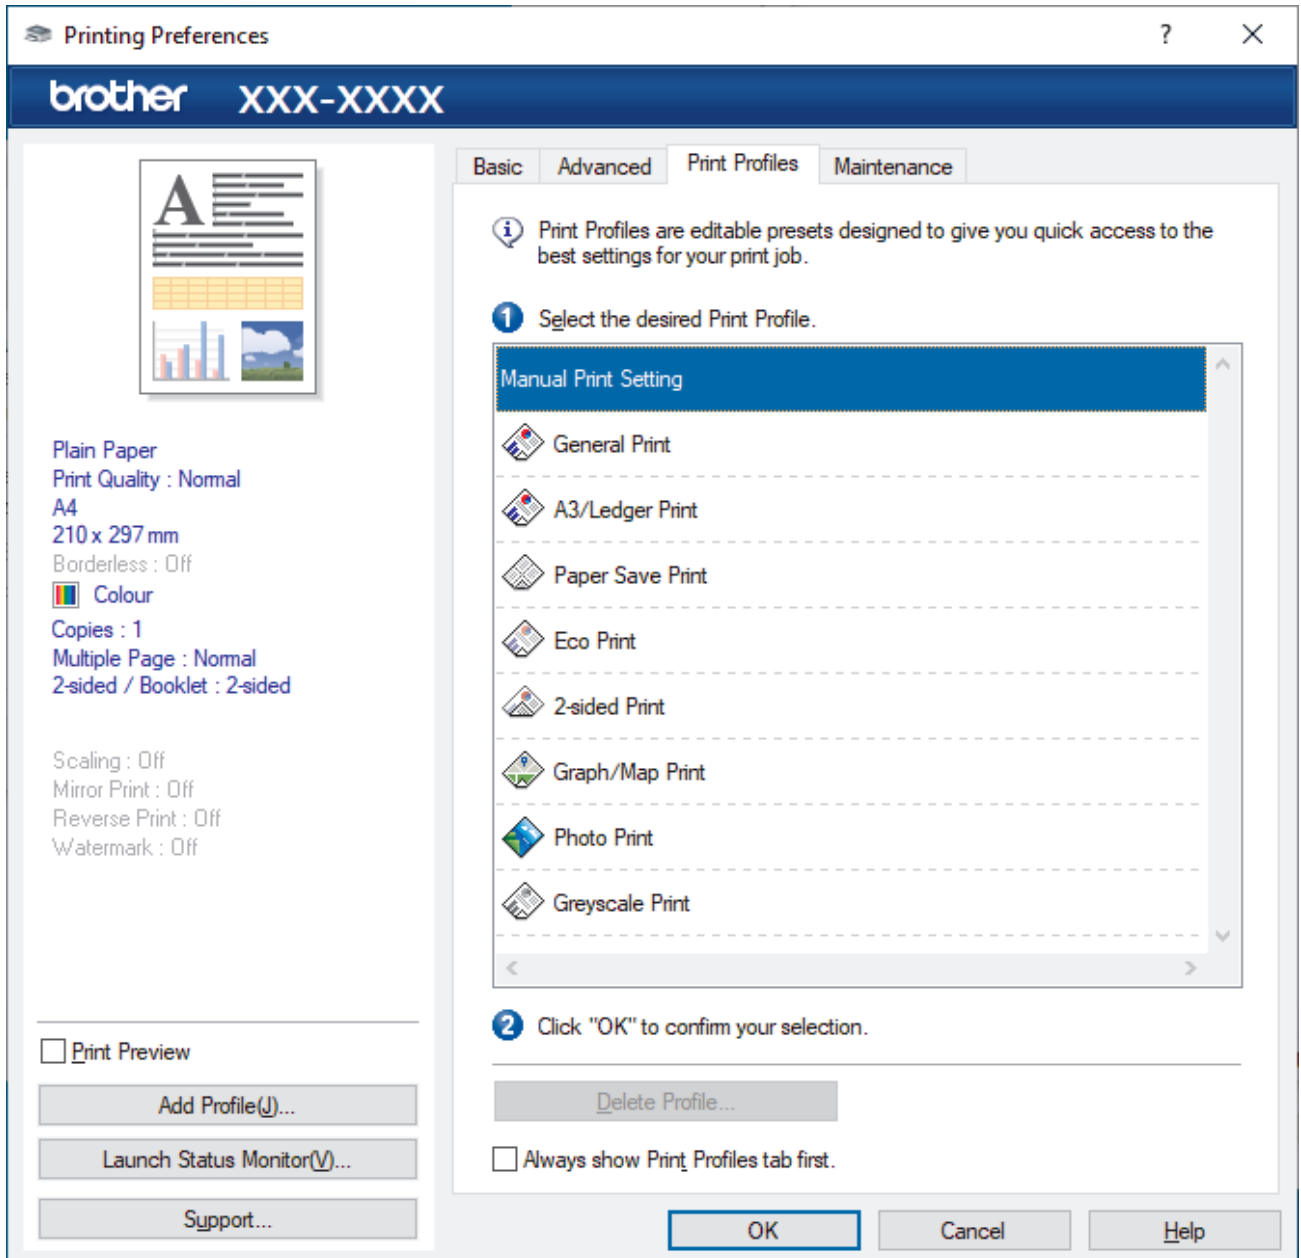 Printing Preferences
?
brother XXX-XXXX
A
Plain Paper
Print Quality : Normal
A4
210 x 297 mm
Borderless : Off
Colour
Copies : 1
Multiple Page : Normal
2-sided / Booklet : 2-sided
Scaling : Off
Mirror Print : Off
Reverse Print : Off
Watermark : Off
Print Preview
Add Profile(J)...
Launch Status Monitor(V)...
Support...
Basic Advanced Print Profiles Maintenance
Print Profiles are editable presets designed to give you quick access to the
best settings for your print job.
1 Select the desired Print Profile.
Manual Print Setting
General Print
A3/Ledger Print
Paper Save Print
Eco Print
2-sided Print
Graph/Map Print
Photo Print
Greyscale Print
2 Click "OK" to confirm your selection.
Delete Profile...
Always show Print Profiles tab first.
OK Cancel Help